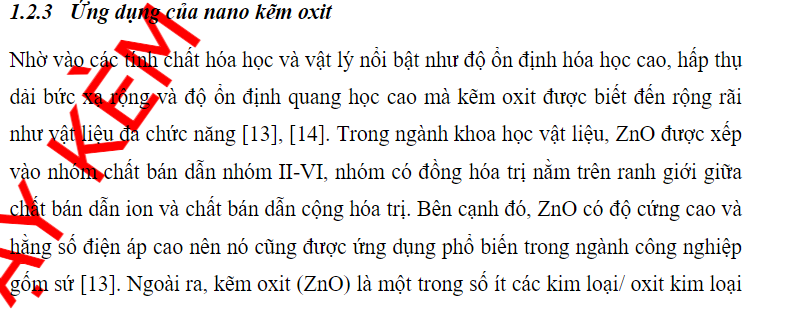 1.2.3 Ứng dụng của nano kẽm oxit
Nhờ vào các tính chất hóa học và vật lý nổi bật như độ ổn định hóa học cao, hấp thụ
dải bức xạ rộng và độ ổn định quang học cao mà kẽm oxit được biết đến rộng rãi
như vật liệu đa chức năng [13], [14]. Trong ngành khoa học vật liệu, ZnO được xếp
vào nhóm chất bán dẫn nhóm II-VI, nhóm có đồng hóa trị nằm trên ranh giới giữa
chất bán dẫn ion và chất bán dẫn cộng hóa trị. Bên cạnh đó, ZnO có độ cứng cao và
hằng số điện áp cao nên nó cũng được ứng dụng phổ biến trong ngành công nghiệp
gốm sứ [13]. Ngoài ra, kẽm oxit (ZnO) là một trong số ít các kim loại/ oxit kim loại
ẠY KÈM